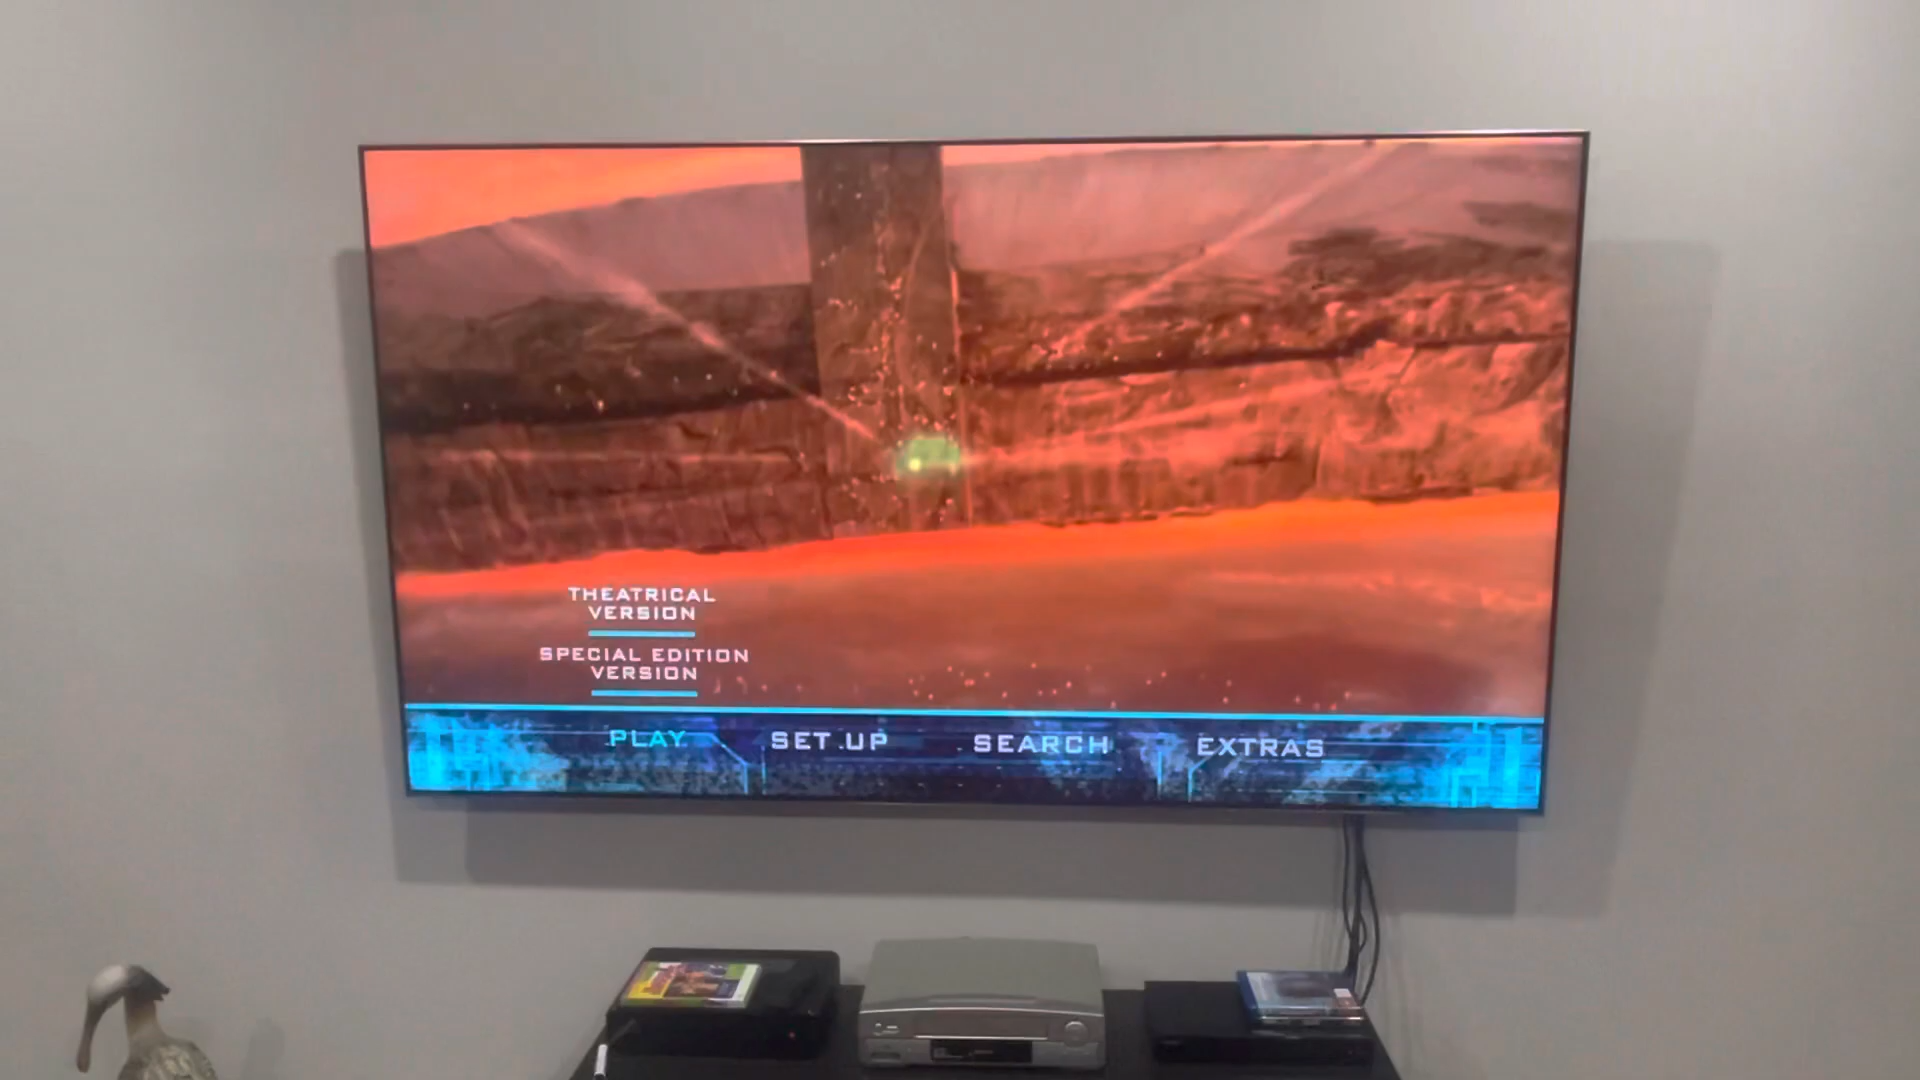 THEATRICAL
VERSION
SPECIAL EDITION
VERSION
PLAY
SET UP
SEARCH
EXTRAS